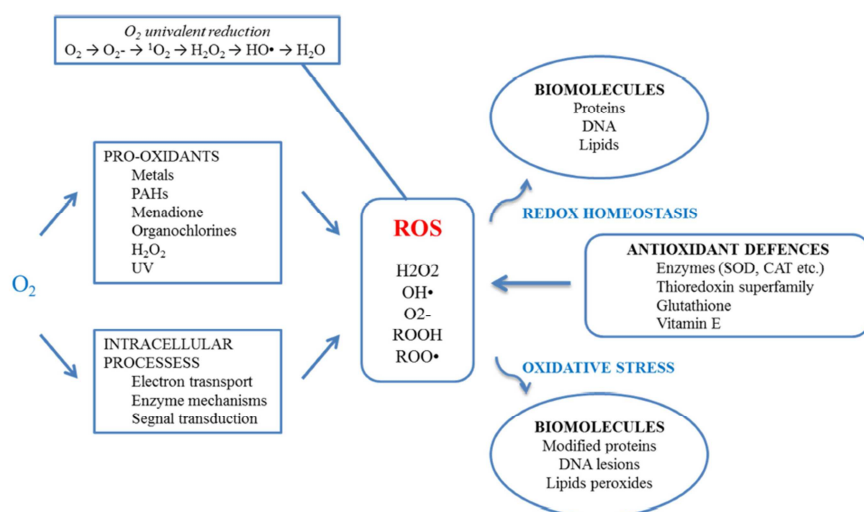 O₂ univalent reduction
O₂ → O₂- → ¹O₂ → H₂O₂ → HO• → H₂O
BIOMOLECULES
Proteins
DNA
Lipids
PRO-OXIDANTS
Metals
PAHs
Menadione
Organochlorines
H₂O₂
UV
ROS
H2O2
OH•
O2-
ROOH
ROO•
REDOX HOMEOSTASIS
ANTIOXIDANT DEFENCES
Enzymes (SOD, CAT etc.)
Thioredoxin superfamily
Glutathione
Vitamin E
O₂
INTRACELLULAR
PROCESSESS
Electron transport
Enzyme mechanisms
Segnal transduction
OXIDATIVE STRESS
BIOMOLECULES
Modified proteins
DNA lesions
Lipids peroxides